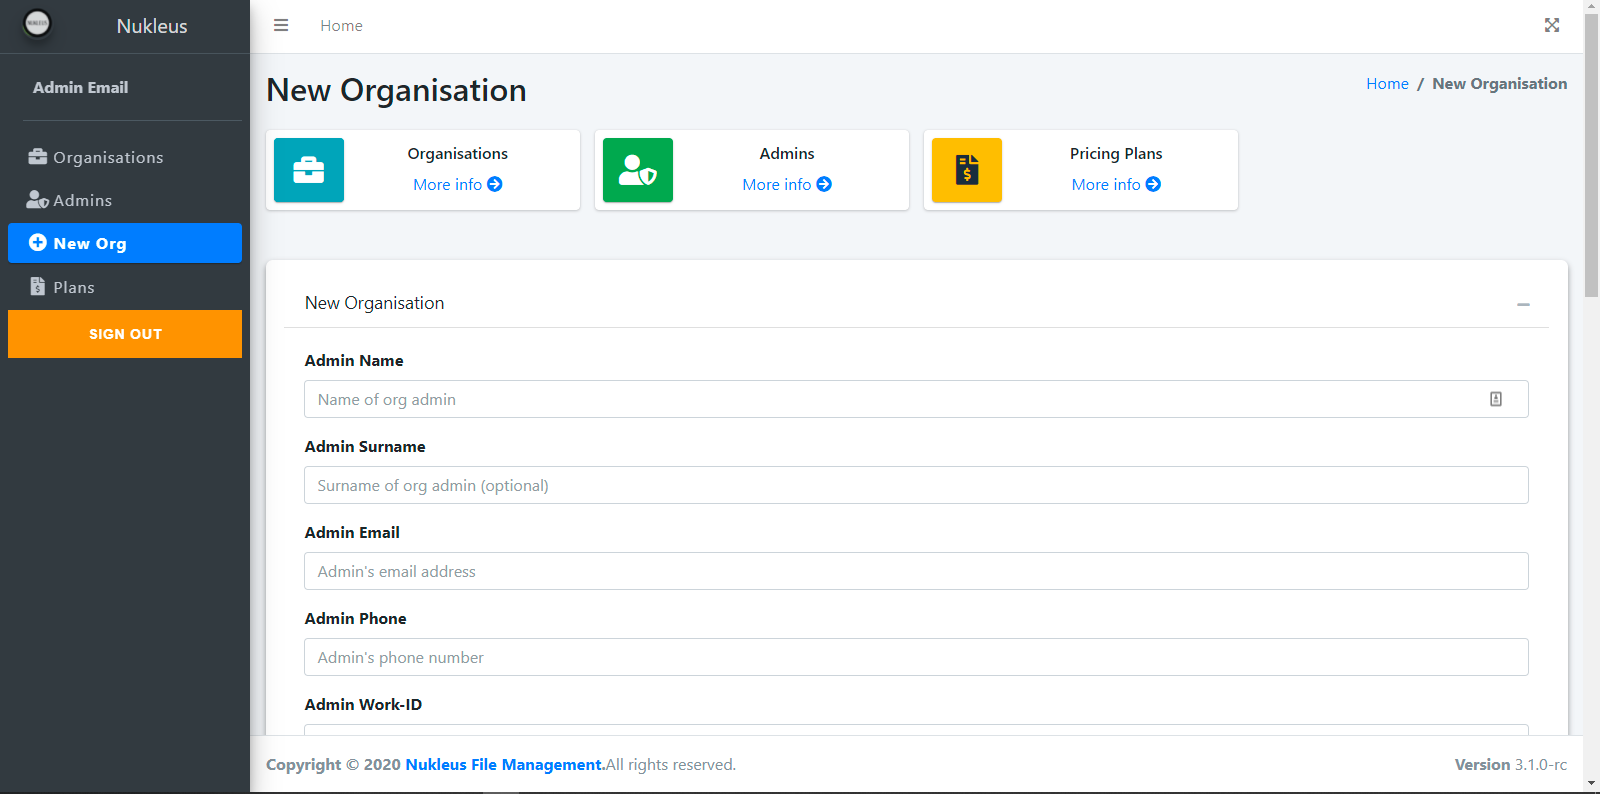 NUKLEUS
Nukleus
Home
Admin Email
Organisations
Admins
New Org
Plans
SIGN OUT
New Organisation
Home / New Organisation
Organisations
More info
Admins
More info
Pricing Plans
More info
New Organisation
Admin Name
Name of org admin
Admin Surname
Surname of org admin (optional)
Admin Email
Admin's email address
Admin Phone
Admin's phone number
Admin Work-ID
Copyright © 2020 Nukleus File Management.All rights reserved.
Version 3.1.0-rc